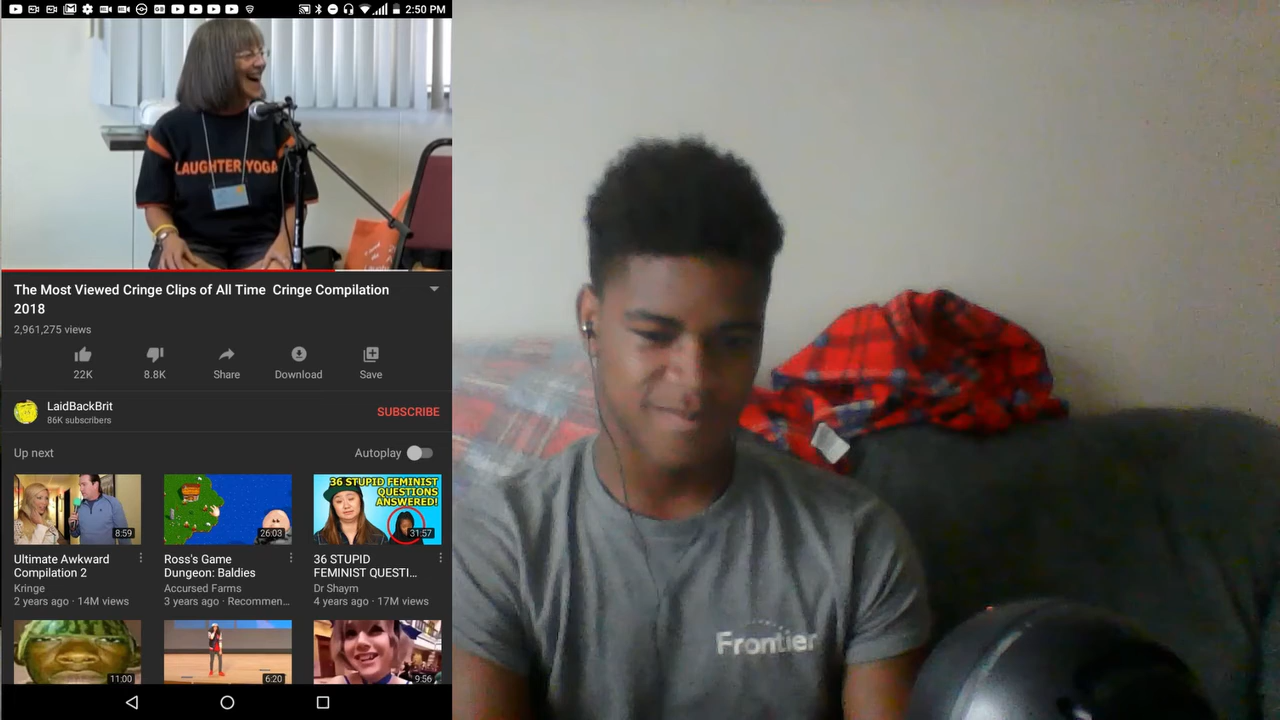 2:50 PM
LAUGHTER YOGA
The Most Viewed Cringe Clips of All Time Cringe Compilation
2018
2,961,275 views
22K
8.8K
Share
Download
Save
LaidBackBrit
86K subscribers
SUBSCRIBE
Up next
Autoplay
8:59
26:03
36 STUPID FEMINIST
QUESTIONS
ANSWERED!
31:57
Ultimate Awkward
Compilation 2
Kringe
2 years ago · 14M views
Ross's Game
Dungeon: Baldies
Accursed Farms
3 years ago · Recommen...
36 STUPID
FEMINIST QUESTI...
Dr Shaym
4 years ago · 17M views
11:00
6:20
9:56
Frontier